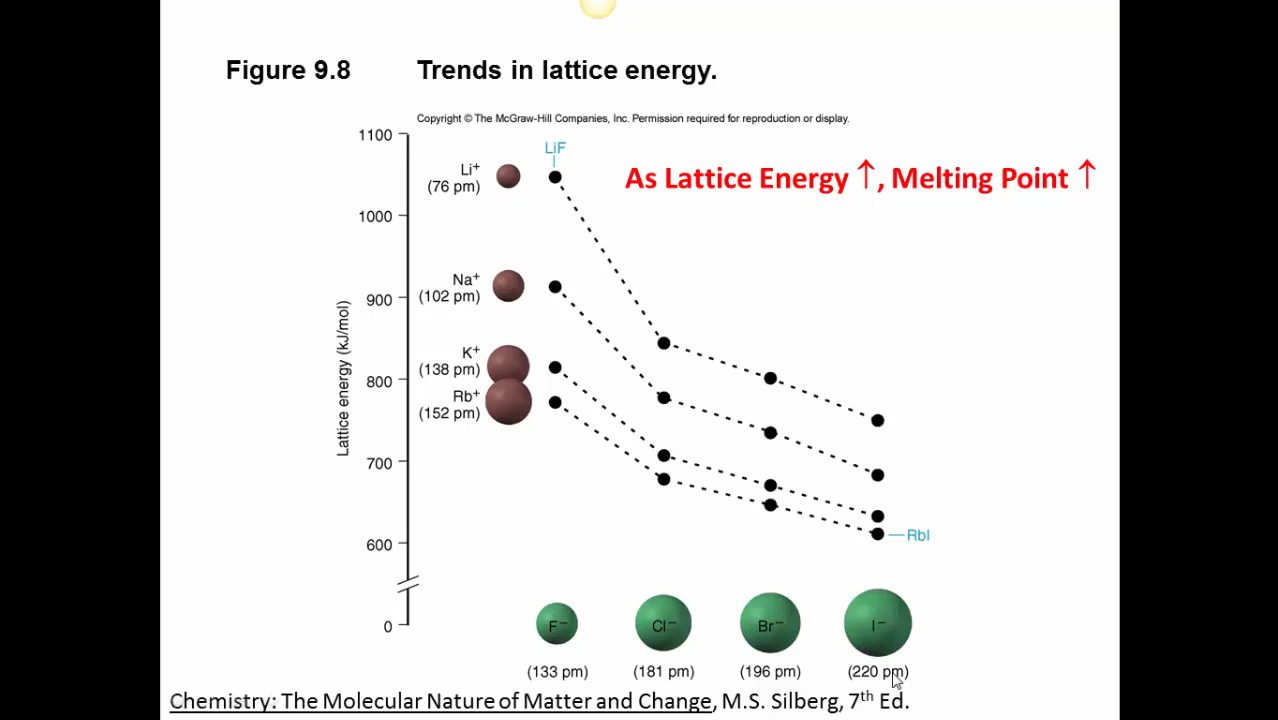 Figure 9.8 Trends in lattice energy.
Copyright © The McGraw-Hill Companies, Inc. Permission required for reproduction or display.
As Lattice Energy ↑, Melting Point ↑
Lattice energy (kJ/mol)
1100
1000
900
800
700
600
0
Li⁺
(76 pm)
Na⁺
(102 pm)
K⁺
(138 pm)
Rb⁺
(152 pm)
LiF
RbI
F⁻ Cl⁻ Br⁻ I⁻
(133 pm) (181 pm) (196 pm) (220 pm)
Chemistry: The Molecular Nature of Matter and Change, M.S. Silberg, 7th Ed.